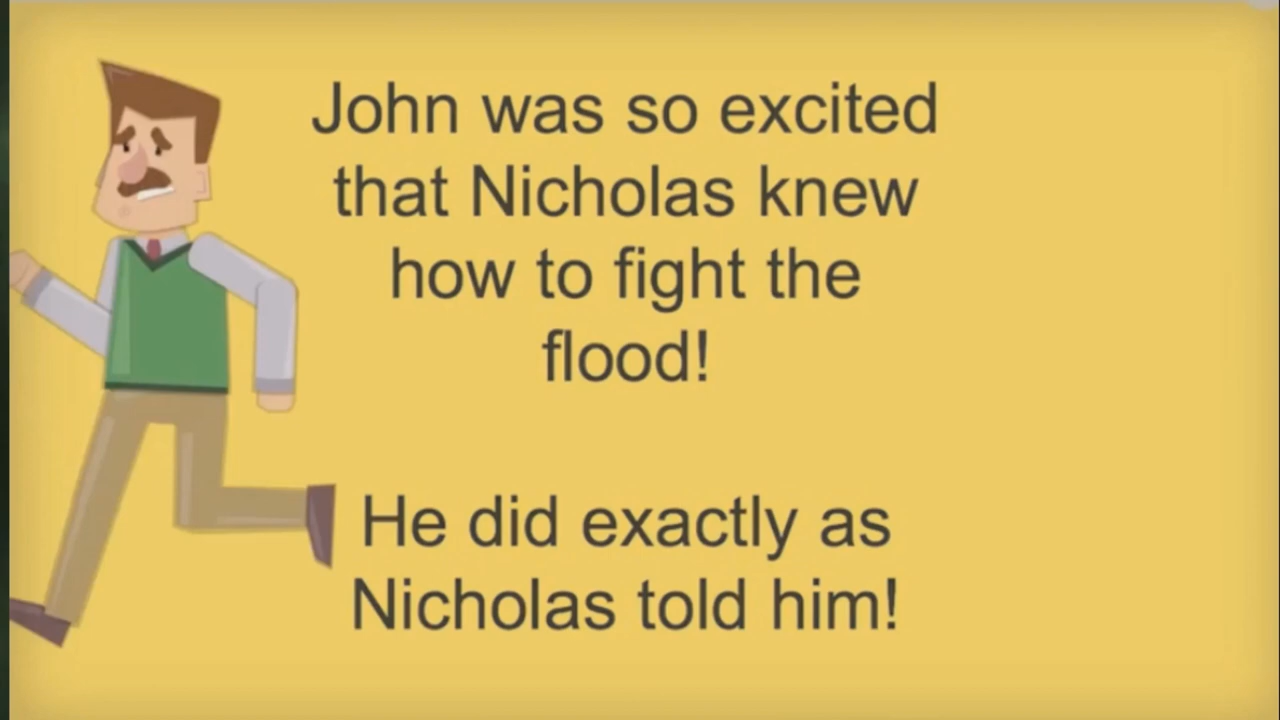 John was so excited
that Nicholas knew
how to fight the
flood!
He did exactly as
Nicholas told him!